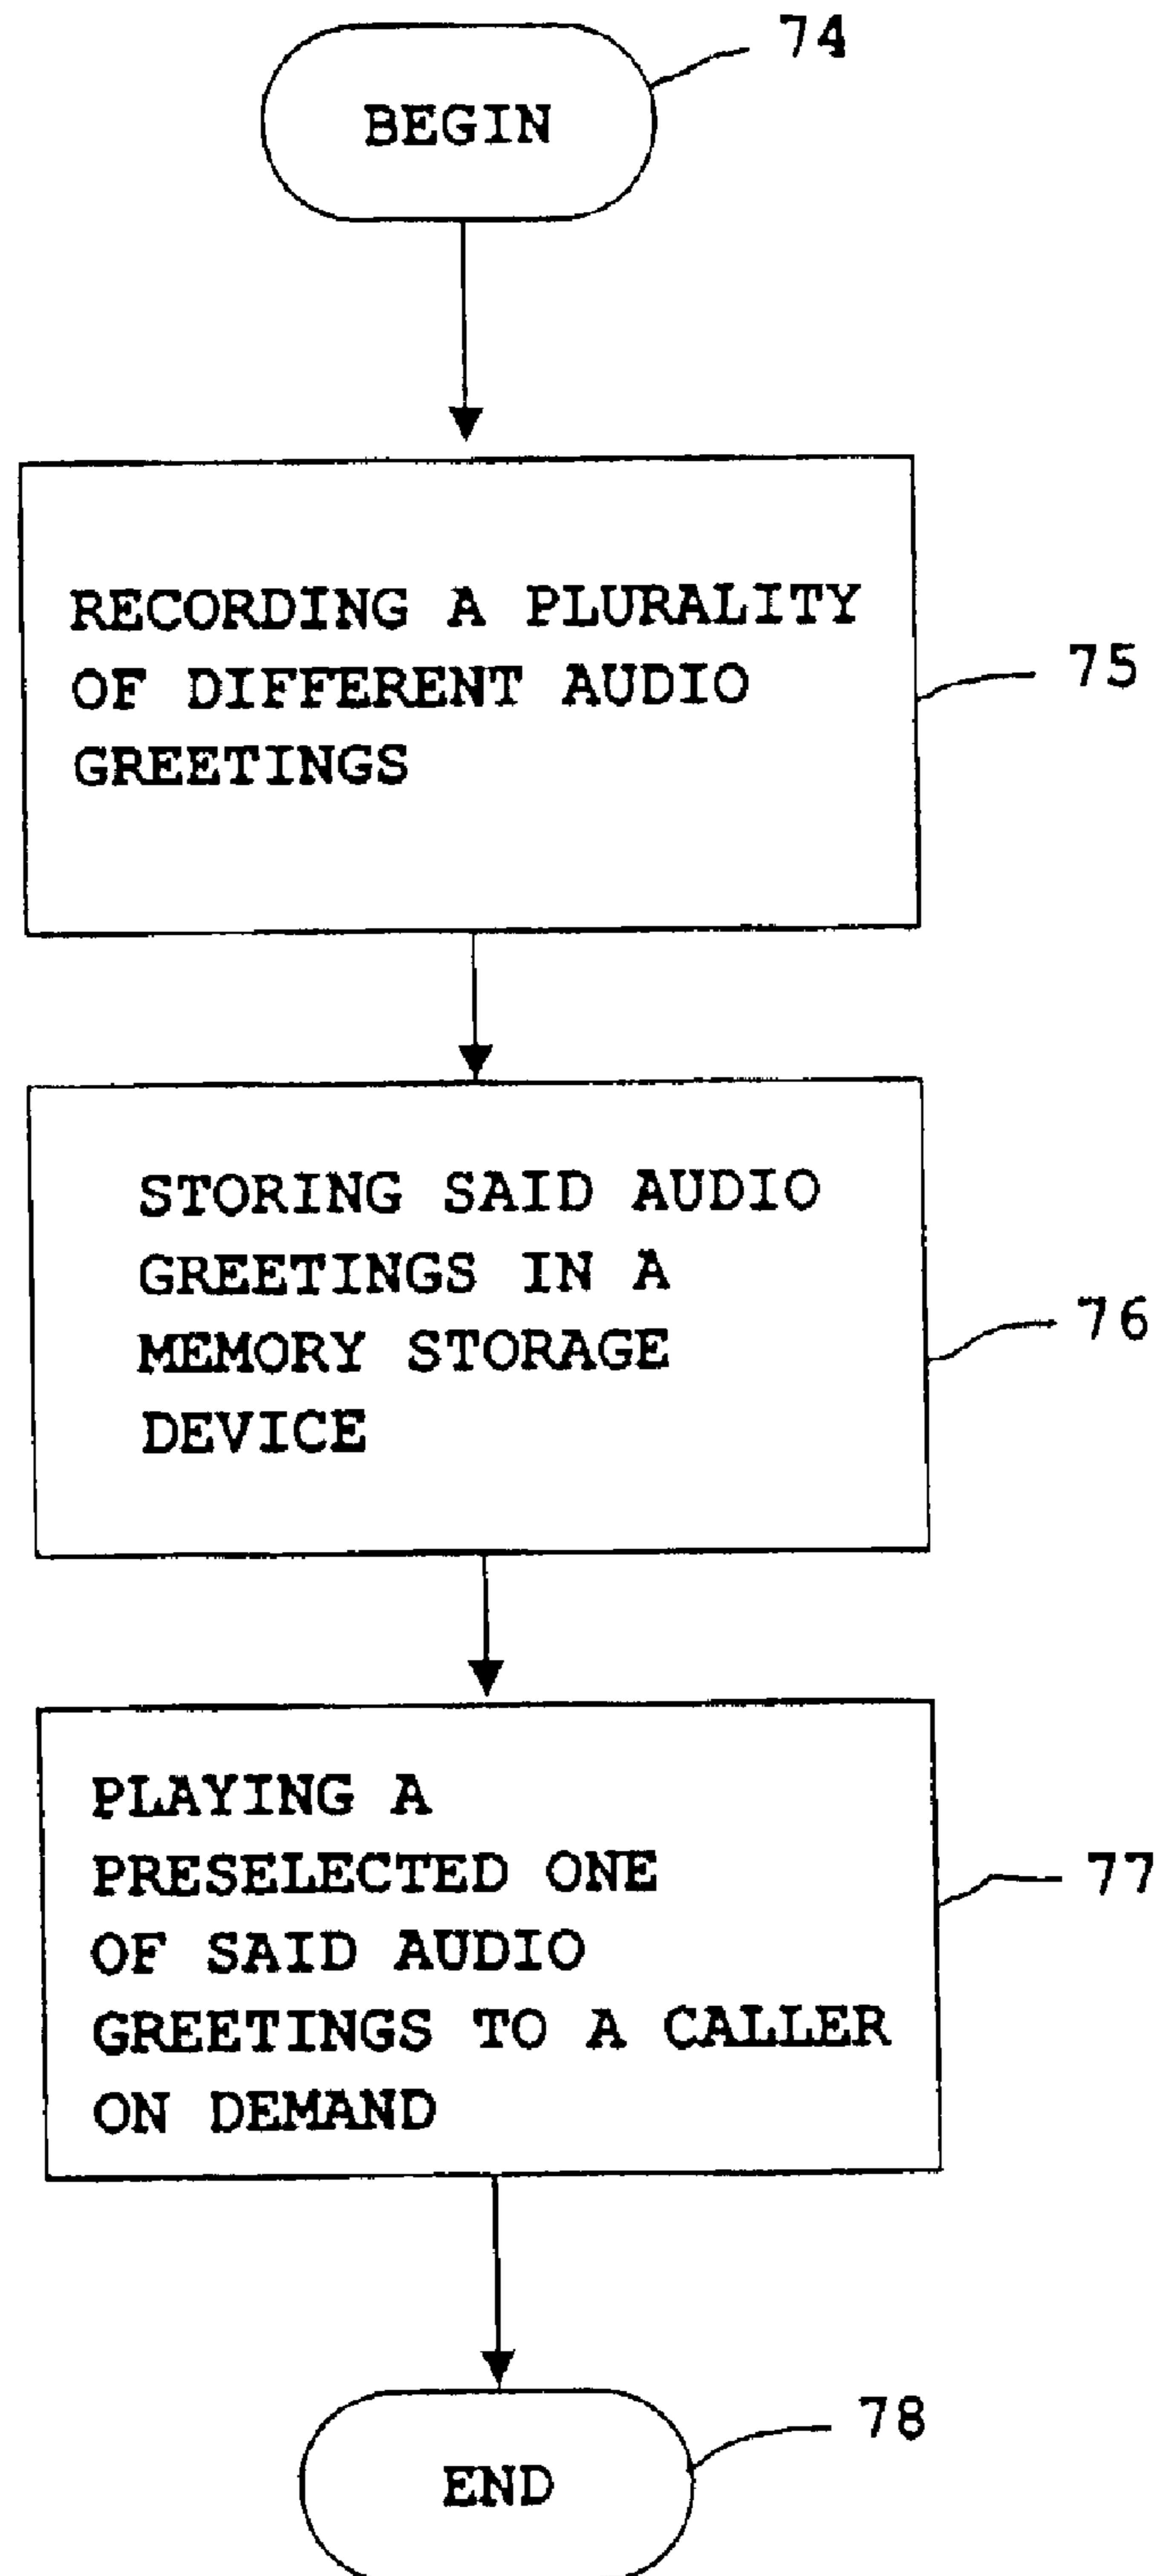 74
BEGIN
RECORDING A PLURALITY
OF DIFFERENT AUDIO
GREETINGS
75
STORING SAID AUDIO
GREETINGS IN A
MEMORY STORAGE
DEVICE
76
PLAYING A
PRESELECTED ONE
OF SAID AUDIO
GREETINGS TO A CALLER
ON DEMAND
77
78
END